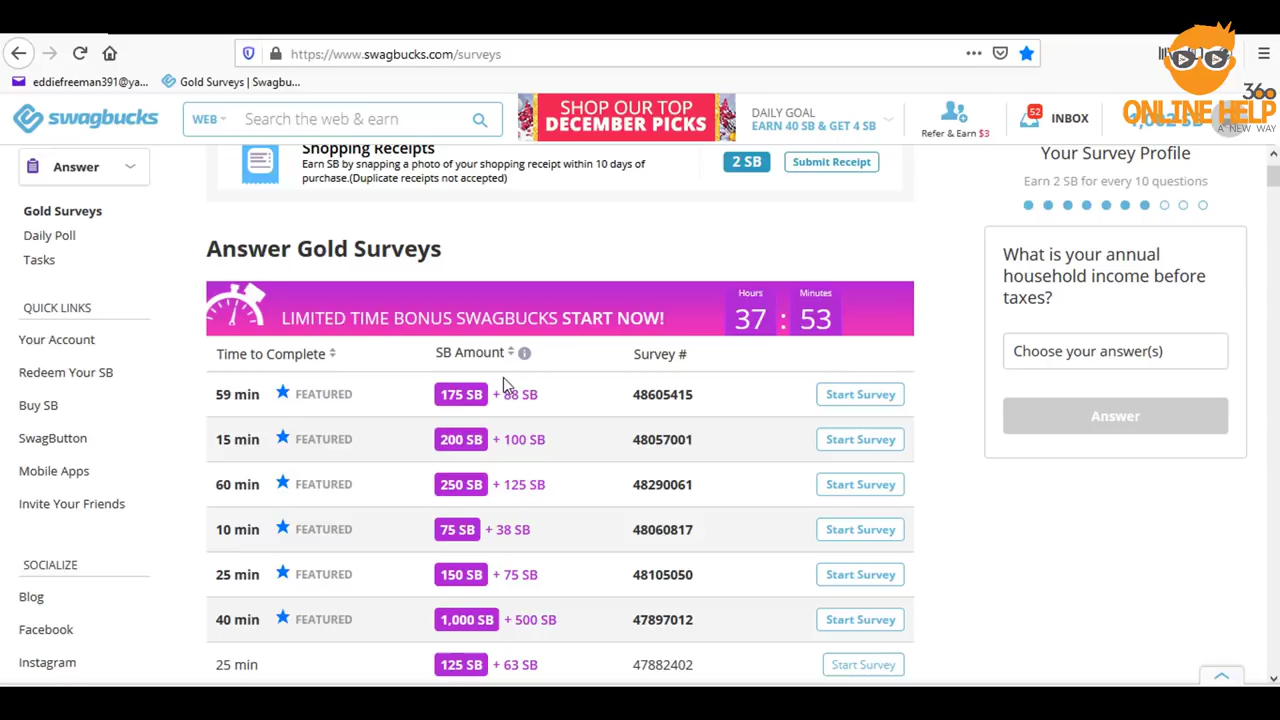 https://www.swagbucks.com/surveys
eddiefreeman391@ya...
Gold Surveys | Swagbu...
360
ONLINE HELP
A NEW WAY
swagbucks
WEB
Search the web & earn
SHOP OUR TOP
DECEMBER PICKS
DAILY GOAL
EARN 40 SB & GET 4 SB
Refer & Earn $3
52
INBOX
Answer
Gold Surveys
Daily Poll
Tasks
QUICK LINKS
Your Account
Redeem Your SB
Buy SB
SwagButton
Mobile Apps
Invite Your Friends
SOCIALIZE
Blog
Facebook
Instagram
Shopping Receipts
Earn SB by snapping a photo of your shopping receipt within 10 days of
purchase.(Duplicate receipts not accepted)
2 SB
Submit Receipt
Answer Gold Surveys
LIMITED TIME BONUS SWAGBUCKS START NOW!
Hours Minutes
37 : 53
Time to Complete SB Amount Survey #
59 min FEATURED 175 SB + 88 SB 48605415 Start Survey
15 min FEATURED 200 SB + 100 SB 48057001 Start Survey
60 min FEATURED 250 SB + 125 SB 48290061 Start Survey
10 min FEATURED 75 SB + 38 SB 48060817 Start Survey
25 min FEATURED 150 SB + 75 SB 48105050 Start Survey
40 min FEATURED 1,000 SB + 500 SB 47897012 Start Survey
25 min 125 SB + 63 SB 47882402 Start Survey
Your Survey Profile
Earn 2 SB for every 10 questions
What is your annual
household income before
taxes?
Choose your answer(s)
Answer